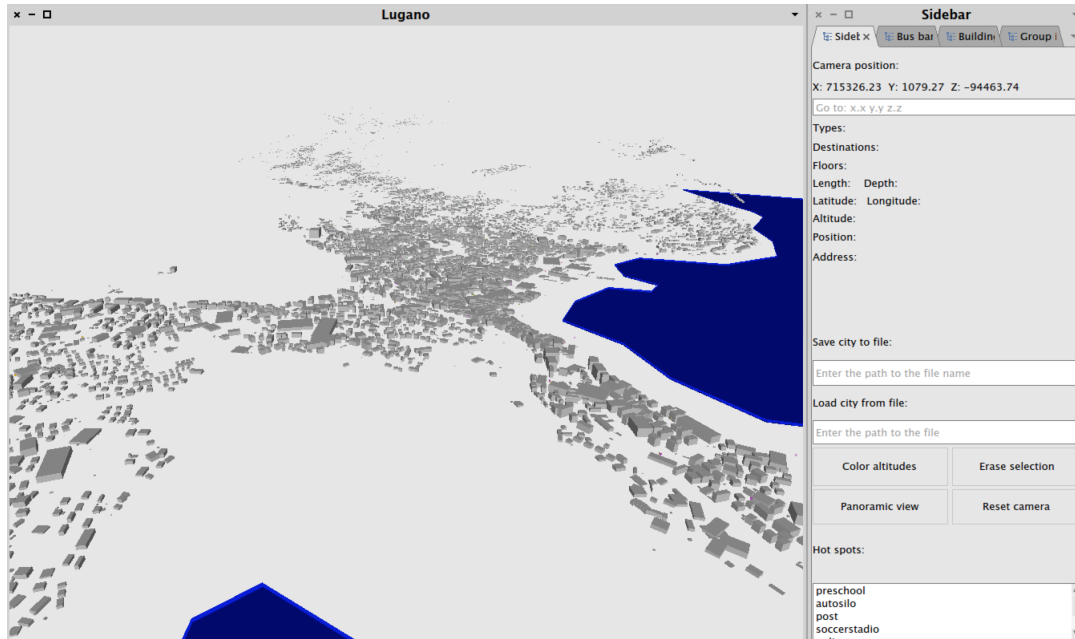 Lugano
Sidebar
Bus bar
Building
Group i
Camera position:
X: 715326.23 Y: 1079.27 Z: -94463.74
Go to: x.x y.y z.z
Types:
Destinations:
Floors:
Length: Depth:
Latitude: Longitude:
Altitude:
Position:
Address:
Save city to file:
Enter the path to the file name
Load city from file:
Enter the path to the file
Color altitudes Erase selection
Panoramic view Reset camera
Hot spots:
preschool
autosilo
post
soccerstadio